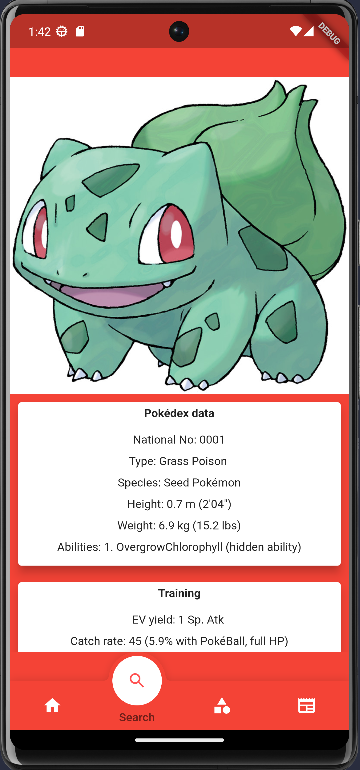 1:42
DEBUG
Pokédex data
National No: 0001
Type: Grass Poison
Species: Seed Pokémon
Height: 0.7 m (2'04″)
Weight: 6.9 kg (15.2 lbs)
Abilities: 1. OvergrowChlorophyll (hidden ability)
Training
EV yield: 1 Sp. Atk
Catch rate: 45 (5.9% with PokéBall, full HP)
Search